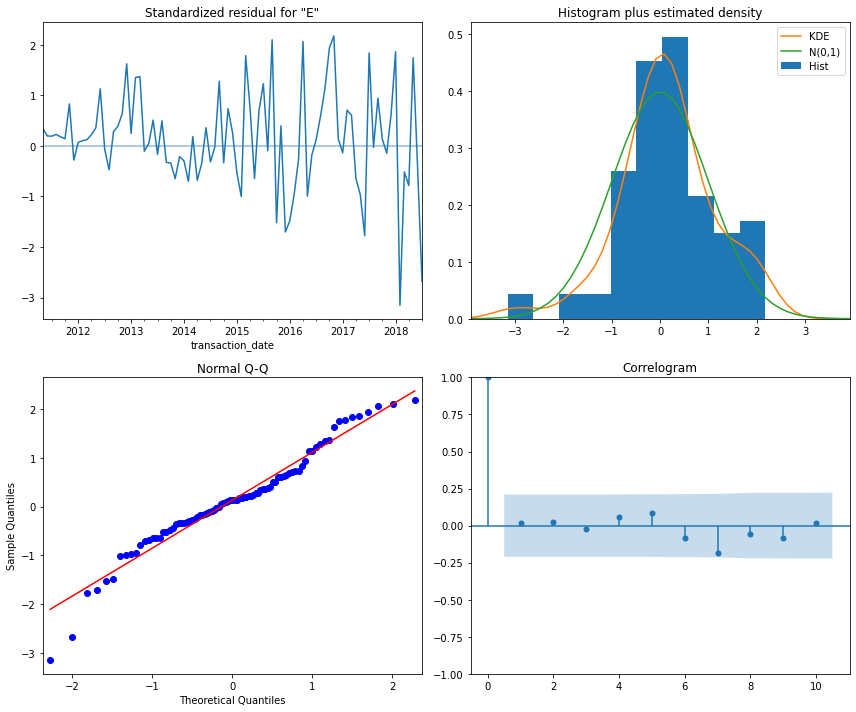 Standardized residual for "E"
2
1
0
−1
−2
−3
2012 2013 2014 2015 2016 2017 2018
transaction_date
Histogram plus estimated density
KDE
N(0,1)
Hist
0.5
0.4
0.3
0.2
0.1
0.0
−3 −2 −1 0 1 2 3
Normal Q-Q
Sample Quantiles
2
1
0
−1
−2
−3
−2 −1 0 1 2
Theoretical Quantiles
Correlogram
1.00
0.75
0.50
0.25
0.00
−0.25
−0.50
−0.75
−1.00
0 2 4 6 8 10